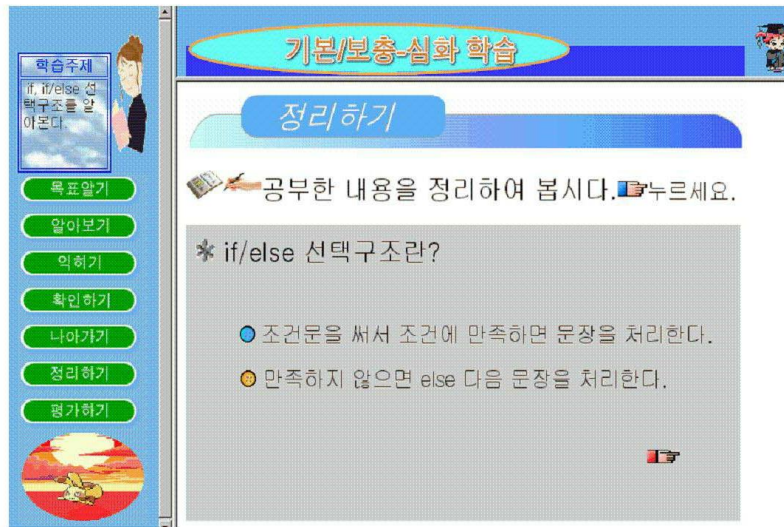 학습주제
if, if/else 선
택구조를 알
아본다.
목표알기
알아보기
익히기
확인하기
나아가기
정리하기
평가하기
기본/보충-심화 학습
정리하기
공부한 내용을 정리하여 봅시다. 누르세요.
if/else 선택구조란?
조건문을 써서 조건에 만족하면 문장을 처리한다.
만족하지 않으면 else 다음 문장을 처리한다.